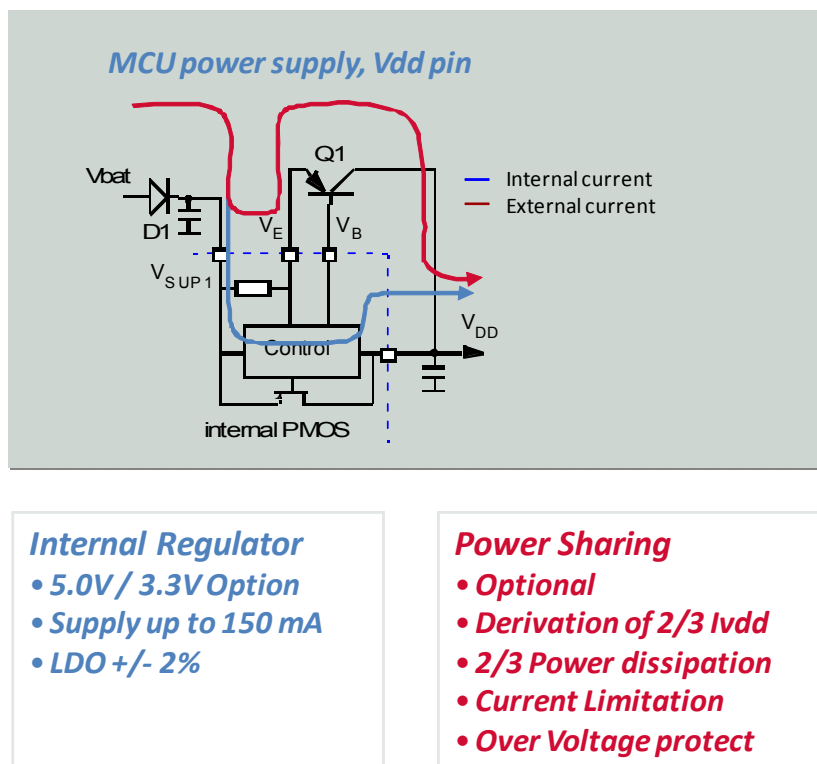 MCU power supply, Vdd pin
Q1
Vbat
Internal current
External current
D1
VE
VB
VSUP1
VDD
Control
internal PMOS
Internal Regulator
• 5.0V / 3.3V Option
• Supply up to 150 mA
• LDO +/- 2%
Power Sharing
• Optional
• Derivation of 2/3 Ivdd
• 2/3 Power dissipation
• Current Limitation
• Over Voltage protect